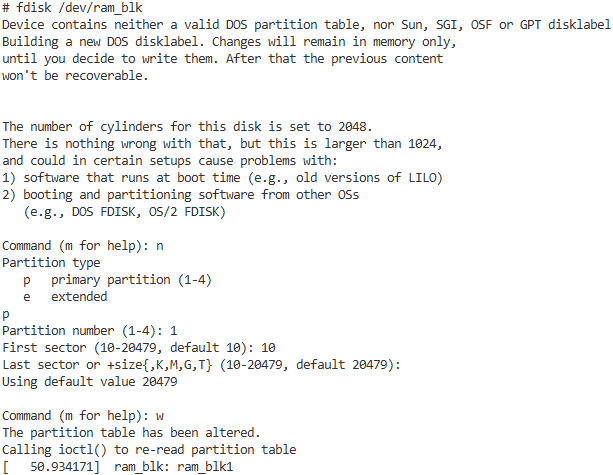 # fdisk /dev/ram_blk
Device contains neither a valid DOS partition table, nor Sun, SGI, OSF or GPT disklabel
Building a new DOS disklabel. Changes will remain in memory only,
until you decide to write them. After that the previous content
won't be recoverable.
The number of cylinders for this disk is set to 2048.
There is nothing wrong with that, but this is larger than 1024,
and could in certain setups cause problems with:
1) software that runs at boot time (e.g., old versions of LILO)
2) booting and partitioning software from other OSs
   (e.g., DOS FDISK, OS/2 FDISK)
Command (m for help): n
Partition type
   p   primary partition (1-4)
   e   extended
p
Partition number (1-4): 1
First sector (10-20479, default 10): 10
Last sector or +size{,K,M,G,T} (10-20479, default 20479):
Using default value 20479
Command (m for help): w
The partition table has been altered.
Calling ioctl() to re-read partition table
[   50.934171]  ram_blk: ram_blk1